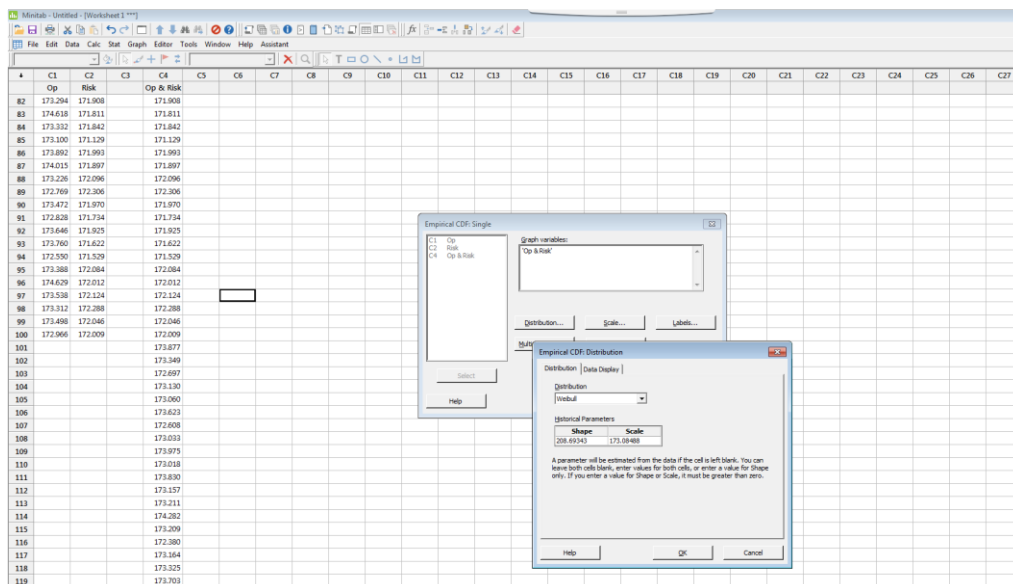 Minitab - Untitled - [Worksheet 1 ***]
File Edit Data Calc Stat Graph Editor Tools Window Help Assistant
C1 C2 C3 C4 C5 C6 C7 C8 C9 C10 C11 C12 C13 C14 C15 C16 C17 C18 C19 C20 C21 C22 C23 C24 C25 C26 C27
Op Risk Op & Risk
82 173.294 171.908 171.908
83 174.618 171.811 171.811
84 173.332 171.842 171.842
85 173.100 171.129 171.129
86 173.892 171.993 171.993
87 174.015 171.897 171.897
88 173.226 172.096 172.096
89 172.769 172.306 172.306
90 173.472 171.970 171.970
91 172.828 171.734 171.734
92 173.646 171.925 171.925
93 173.760 171.622 171.622
94 172.550 171.529 171.529
95 173.388 172.084 172.084
96 174.629 172.012 172.012
97 173.538 172.124 172.124
98 173.312 172.288 172.288
99 173.498 172.046 172.046
100 172.966 172.009 172.009
101 173.877
102 173.349
103 172.697
104 173.130
105 173.060
106 173.623
107 172.608
108 173.033
109 173.975
110 173.018
111 173.830
112 173.157
113 173.211
114 174.282
115 173.209
116 172.380
117 173.164
118 173.325
119 173.703
Empirical CDF: Single
C1 Op
C2 Risk
C4 Op & Risk
Graph variables:
'Op & Risk'
Distribution... Scale... Labels...
Mult
Select
Help
Empirical CDF: Distribution
Distribution Data Display
Distribution
Weibull
Historical Parameters
Shape Scale
208.69343 173.08488
A parameter will be estimated from the data if the cell is left blank. You can
leave both cells blank, enter values for both cells, or enter a value for Shape
only. If you enter a value for Shape or Scale, it must be greater than zero.
Help OK Cancel